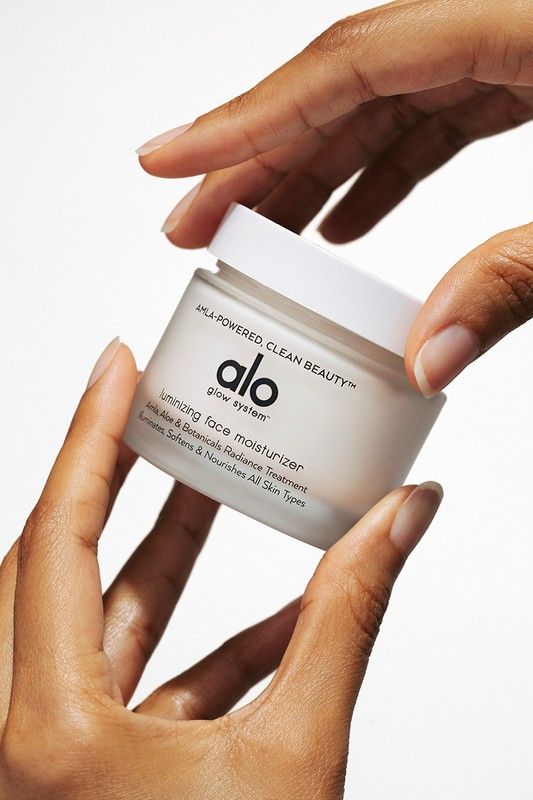 AMLA-POWERED, CLEAN BEAUTY™
alo
glow system™
luminizing face moisturizer
Amla, Aloe & Botanicals Radiance Treatment
Illuminates, Softens & Nourishes All Skin Types